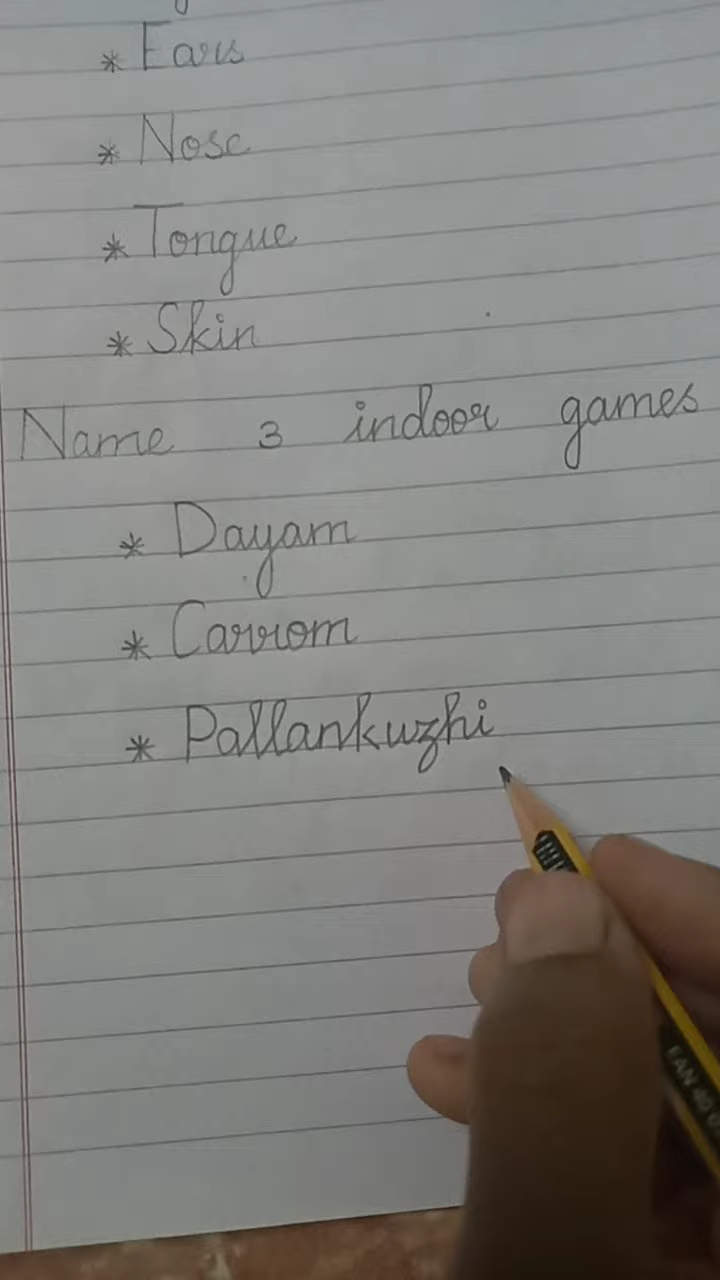 * Ears
* Nose
* Tongue
* Skin
Name 3 indoor games
* Dayam
* Carrom
* Pallankuzhi